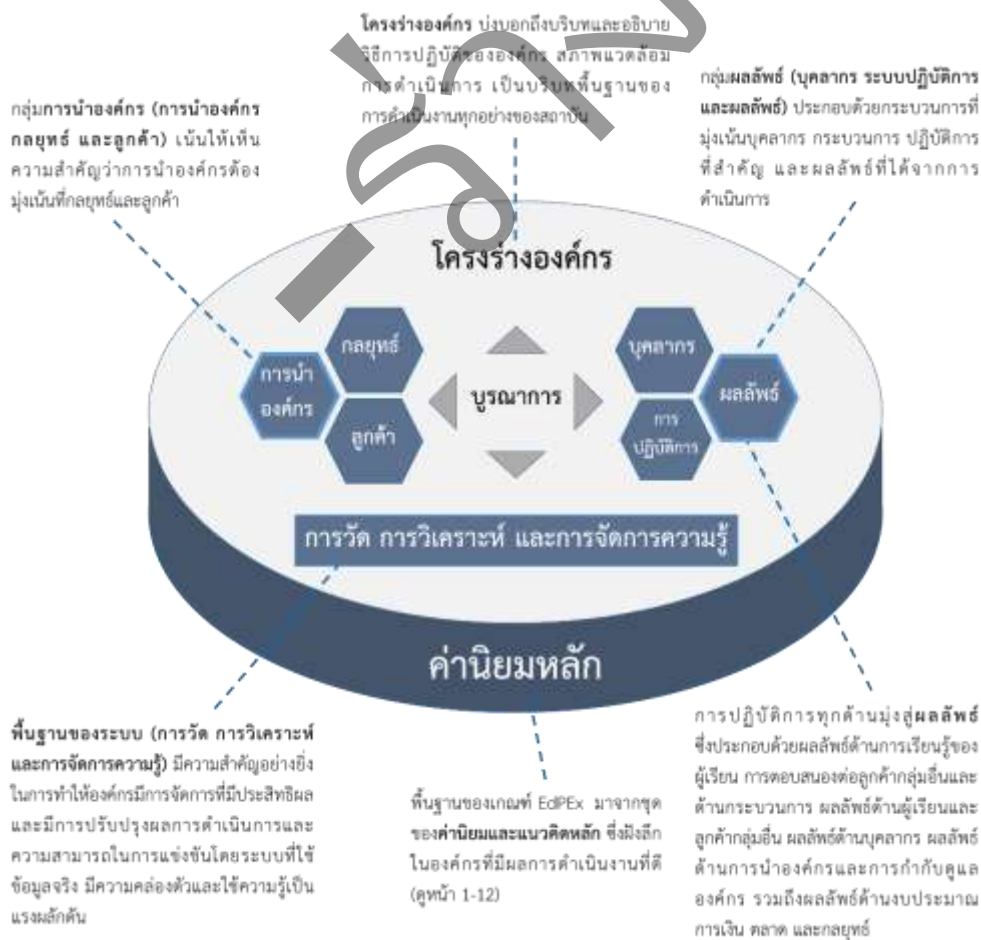 โครงร่างองค์กร บ่งบอกถึงบริบทและอธิบาย
วิธีการปฏิบัติขององค์กร สภาพแวดล้อม
การดำเนินการ เป็นบริบทพื้นฐานของ
การดำเนินงานทุกอย่างของสถาบัน
กลุ่มการนำองค์กร (การนำองค์กร
กลยุทธ์ และลูกค้า) เน้นให้เห็น
ความสำคัญว่าการนำองค์กรต้อง
มุ่งเน้นที่กลยุทธ์และลูกค้า
กลุ่มผลลัพธ์ (บุคลากร ระบบปฏิบัติการ
และผลลัพธ์) ประกอบด้วยกระบวนการที่
มุ่งเน้นบุคลากร กระบวนการ ปฏิบัติการ
ที่สำคัญ และผลลัพธ์ที่ได้จากการ
ดำเนินการ
โครงร่างองค์กร
กลยุทธ์
การนำ
องค์กร
ลูกค้า
บูรณาการ
บุคลากร
ผลลัพธ์
การ
ปฏิบัติการ
การวัด การวิเคราะห์ และการจัดการความรู้
ค่านิยมหลัก
พื้นฐานของระบบ (การวัด การวิเคราะห์
และการจัดการความรู้) มีความสำคัญอย่างยิ่ง
ในการทำให้องค์กรมีการจัดการที่มีประสิทธิผล
และมีการปรับปรุงผลการดำเนินการและ
ความสามารถในการแข่งขันโดยระบบที่ใช้
ข้อมูลจริง มีความคล่องตัวและใช้ความรู้เป็น
แรงผลักดัน
พื้นฐานของเกณฑ์ EdPEx มาจากชุด
ของค่านิยมและแนวคิดหลัก ซึ่งฝังลึก
ในองค์กรที่มีผลการดำเนินงานที่ดี
(ดูหน้า 1-12)
การปฏิบัติการทุกด้านมุ่งสู่ผลลัพธ์
ซึ่งประกอบด้วยผลลัพธ์ด้านการเรียนรู้ของ
ผู้เรียน การตอบสนองต่อลูกค้ากลุ่มอื่นและ
ด้านกระบวนการ ผลลัพธ์ด้านผู้เรียนและ
ลูกค้ากลุ่มอื่น ผลลัพธ์ด้านบุคลากร ผลลัพธ์
ด้านการนำองค์กรและการกำกับดูแล
องค์กร รวมถึงผลลัพธ์ด้านงบประมาณ
การเงิน ตลาด และกลยุทธ์